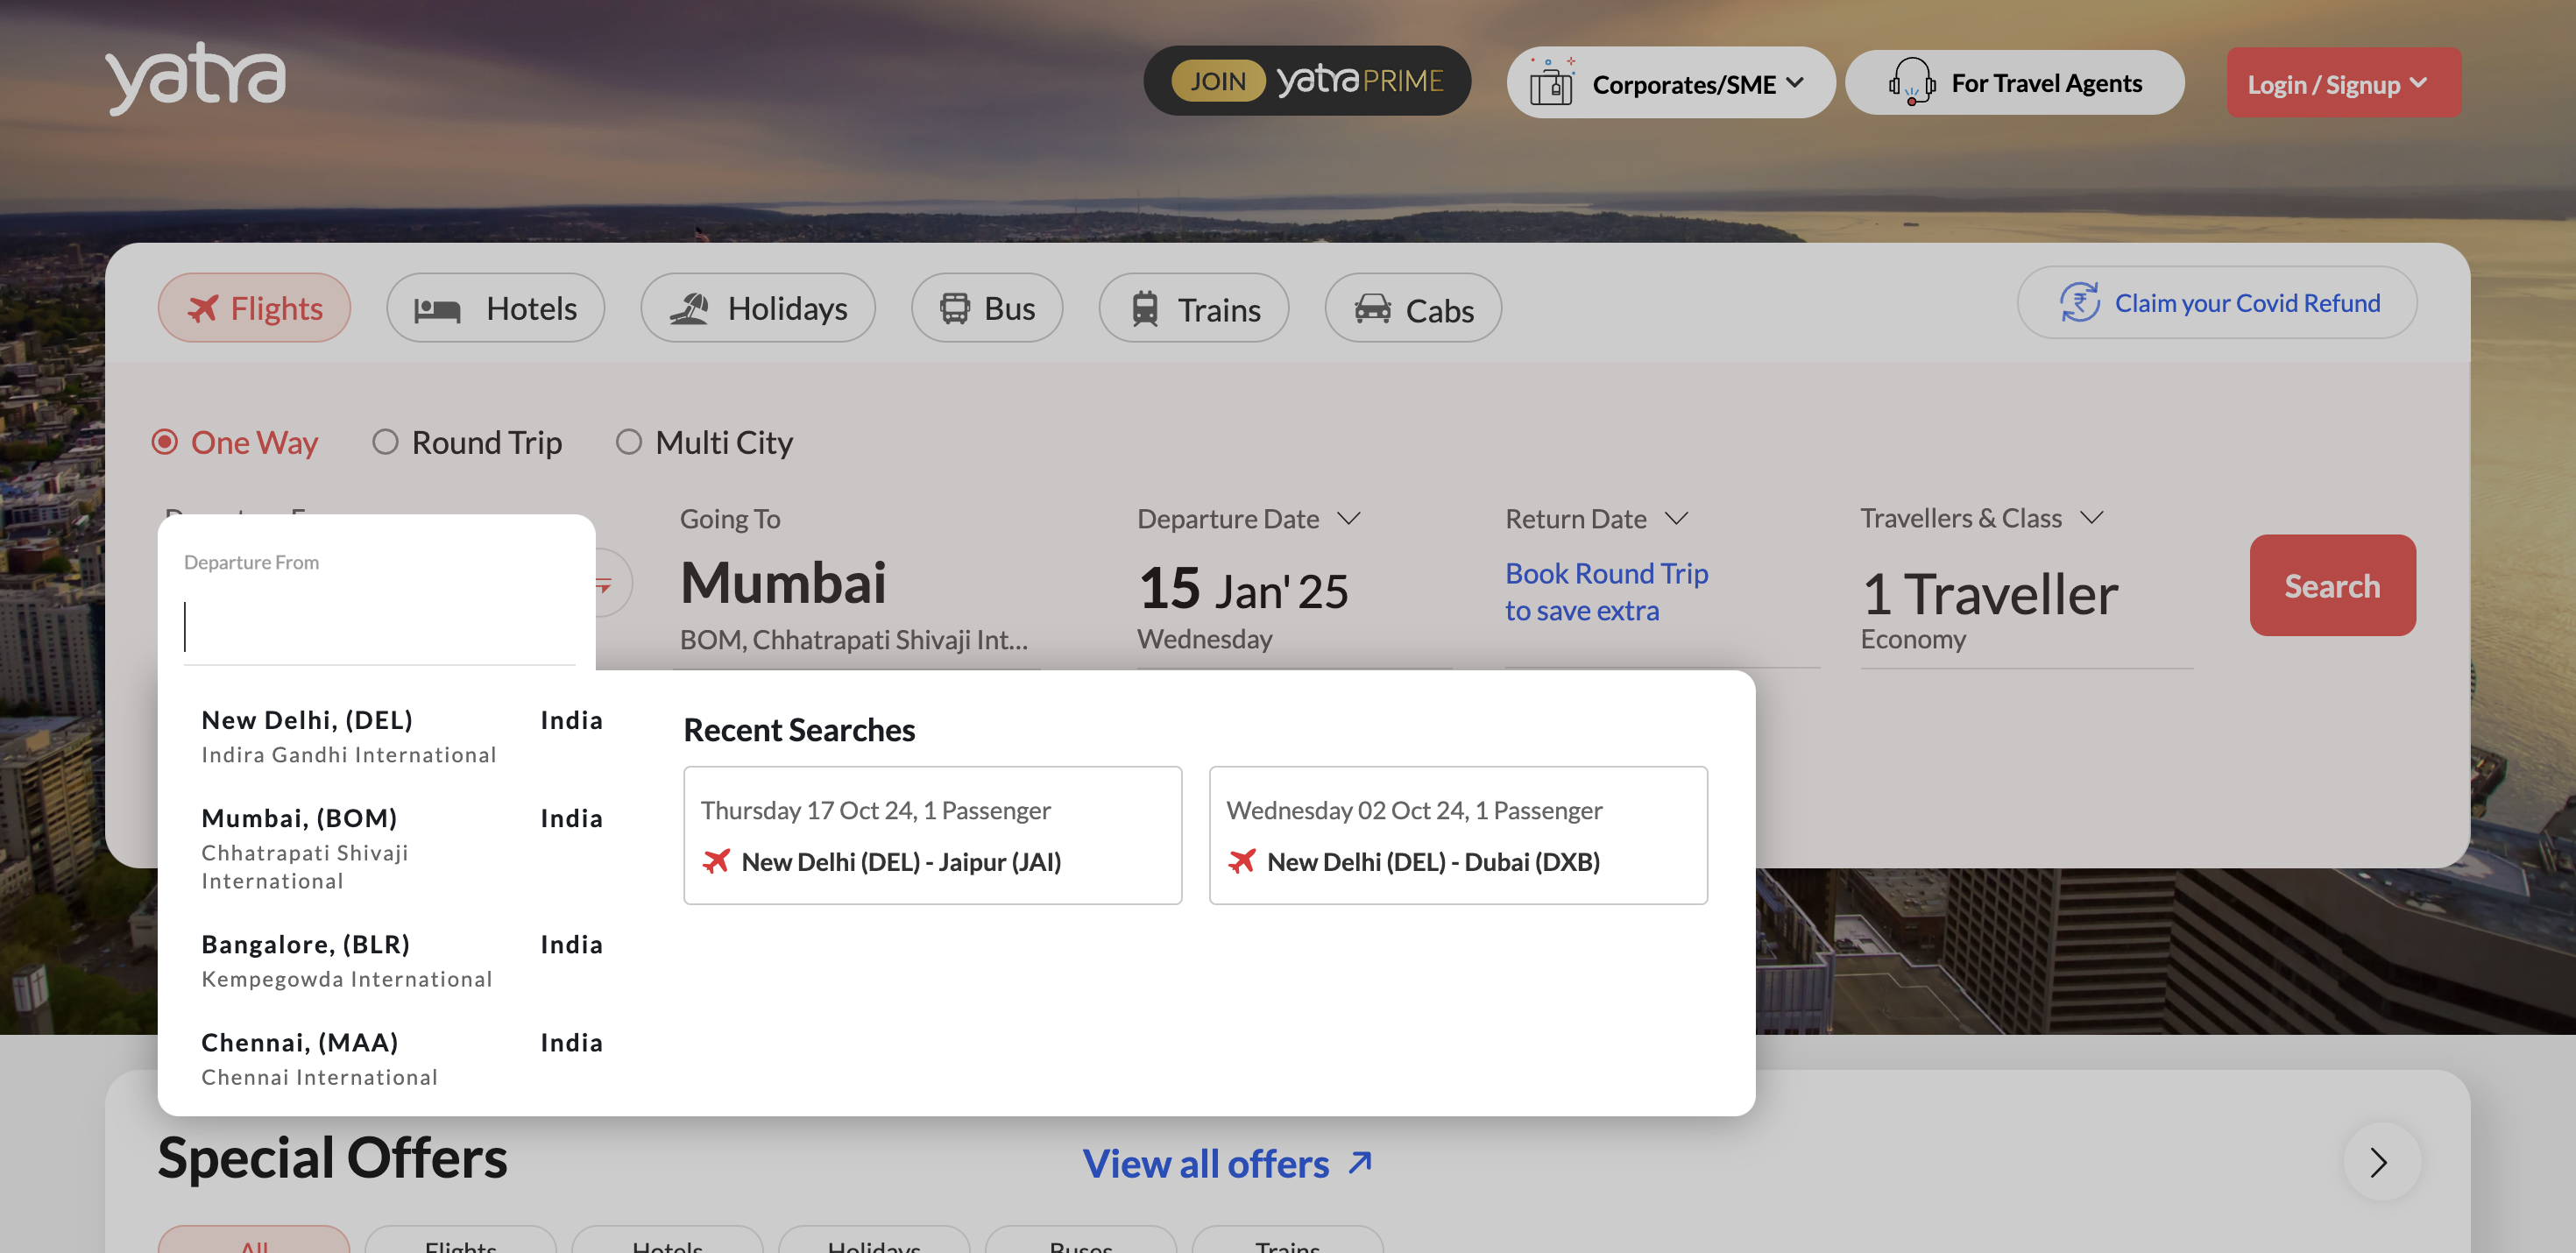 yatra
JOIN yatra PRIME
Corporates/SME
For Travel Agents
Login / Signup
Flights
Hotels
Holidays
Bus
Trains
Cabs
Claim your Covid Refund
One Way
Round Trip
Multi City
Departure From
Going To
Mumbai
BOM, Chhatrapati Shivaji Int...
Departure Date
15 Jan' 25
Wednesday
Return Date
Book Round Trip
to save extra
Travellers & Class
1 Traveller
Economy
Search
New Delhi, (DEL) India
Indira Gandhi International
Mumbai, (BOM) India
Chhatrapati Shivaji
International
Bangalore, (BLR) India
Kempegowda International
Chennai, (MAA) India
Chennai International
Recent Searches
Thursday 17 Oct 24, 1 Passenger
New Delhi (DEL) - Jaipur (JAI)
Wednesday 02 Oct 24, 1 Passenger
New Delhi (DEL) - Dubai (DXB)
Special Offers
View all offers
All
Flights
Hotels
Holidays
Buses
Trains